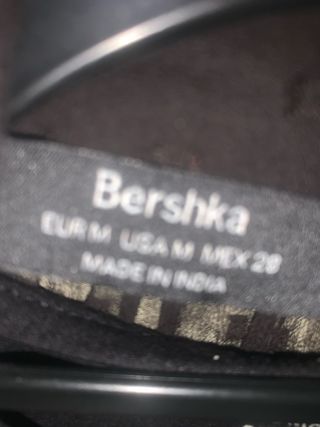 Bershka
EUR M USA M MEX 28
MADE IN INDIA